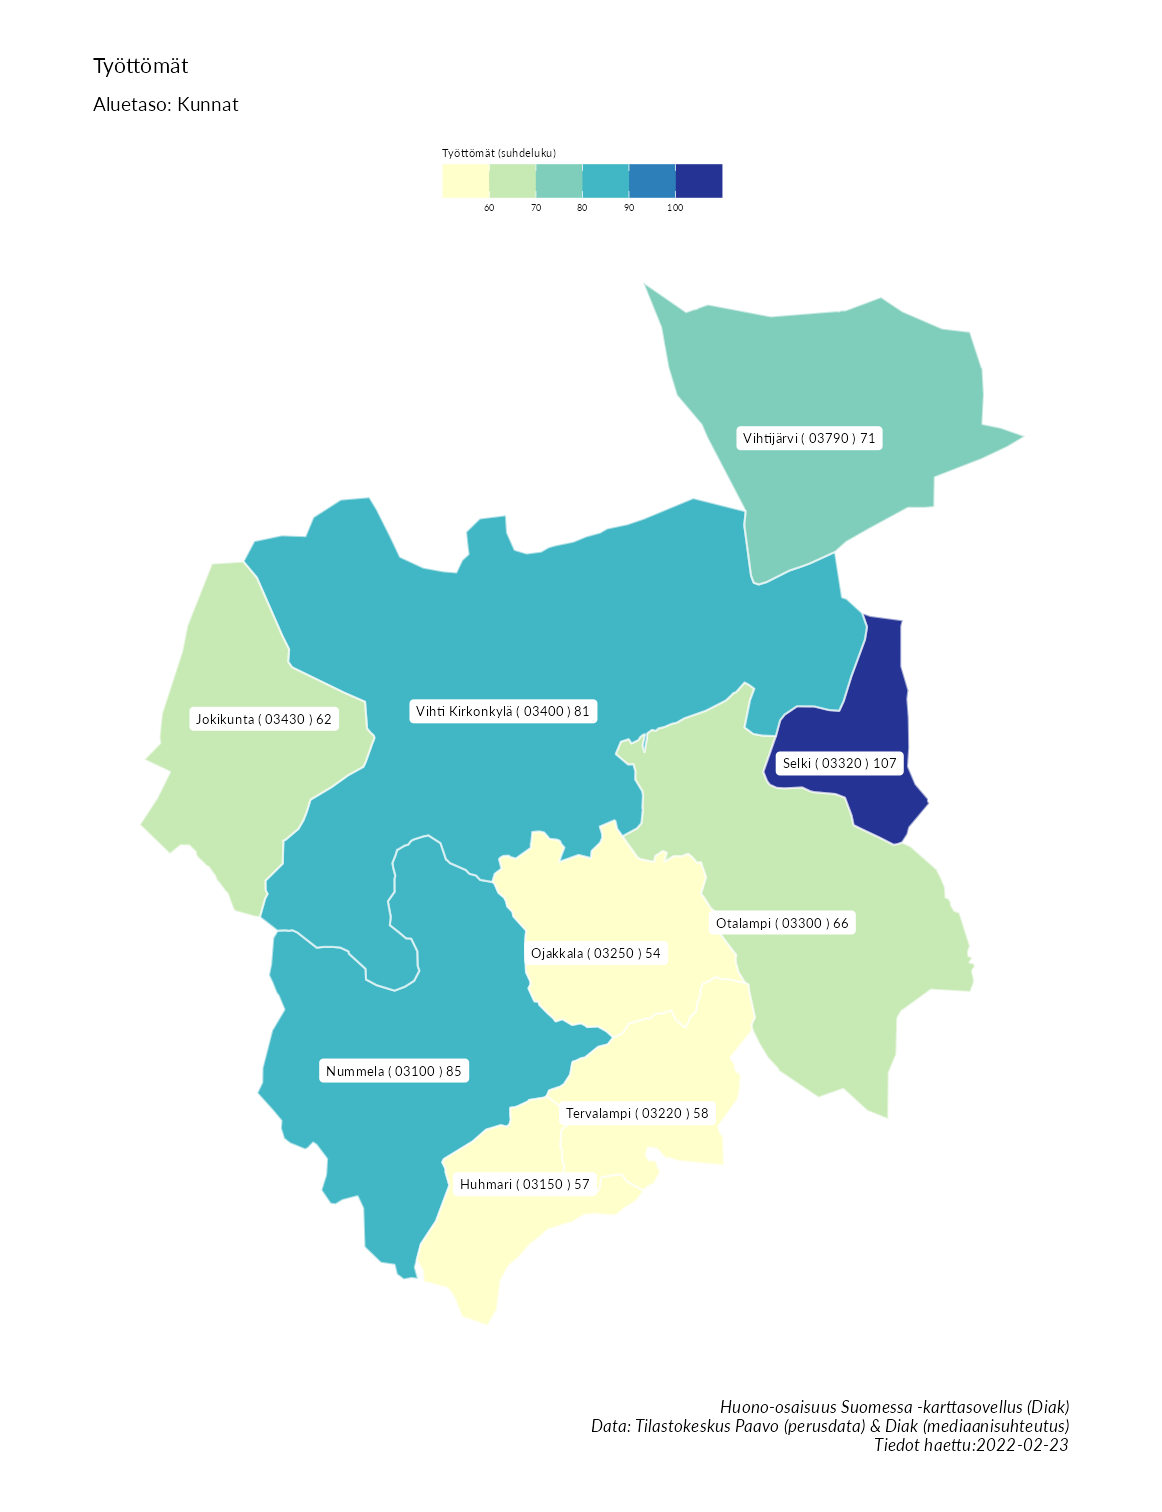 Työttömät
Aluetaso: Kunnat
Työttömät (suhdeluku)
60 70 80 90 100
Vihtijärvi ( 03790 ) 71
Vihti Kirkonkylä ( 03400 ) 81
Jokikunta ( 03430 ) 62
Selki ( 03320 ) 107
Otalampi ( 03300 ) 66
Ojakkala ( 03250 ) 54
Nummela ( 03100 ) 85
Tervalampi ( 03220 ) 58
Huhmari ( 03150 ) 57
Huono-osaisuus Suomessa -karttasovellus (Diak)
Data: Tilastokeskus Paavo (perusdata) & Diak (mediaanisuhteutus)
Tiedot haettu:2022-02-23